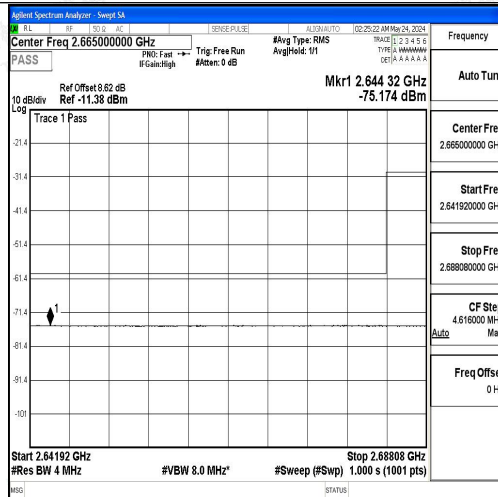 Agilent Spectrum Analyzer - Swept SA
RL RF 50 Ω AC SENSE:PULSE ALIGNAUTO 02:25:22 AM May 24, 2024
Center Freq 2.665000000 GHz
PNO: Fast
IFGain:High
Trig: Free Run
#Atten: 0 dB
#Avg Type: RMS
Avg|Hold: 1/1
TRACE 1 2 3 4 5 6
TYPE A WWWWW
DET A A A A A A
PASS
Mkr1 2.644 32 GHz
-75.174 dBm
Ref Offset 8.62 dB
Ref -11.38 dBm
10 dB/div
Log
Trace 1 Pass
-21.4
-31.4
-41.4
-51.4
-61.4
-71.4
-81.4
-91.4
-101
1
Start 2.64192 GHz
Stop 2.68808 GHz
#Res BW 4 MHz
#VBW 8.0 MHz*
#Sweep (#Swp) 1.000 s (1001 pts)
MSG
STATUS
Frequency
Auto Tun
Center Fre
2.665000000 GH
Start Fre
2.641920000 GH
Stop Fre
2.688080000 GH
CF Ste
4.616000 MH
Auto Ma
Freq Offse
0 H